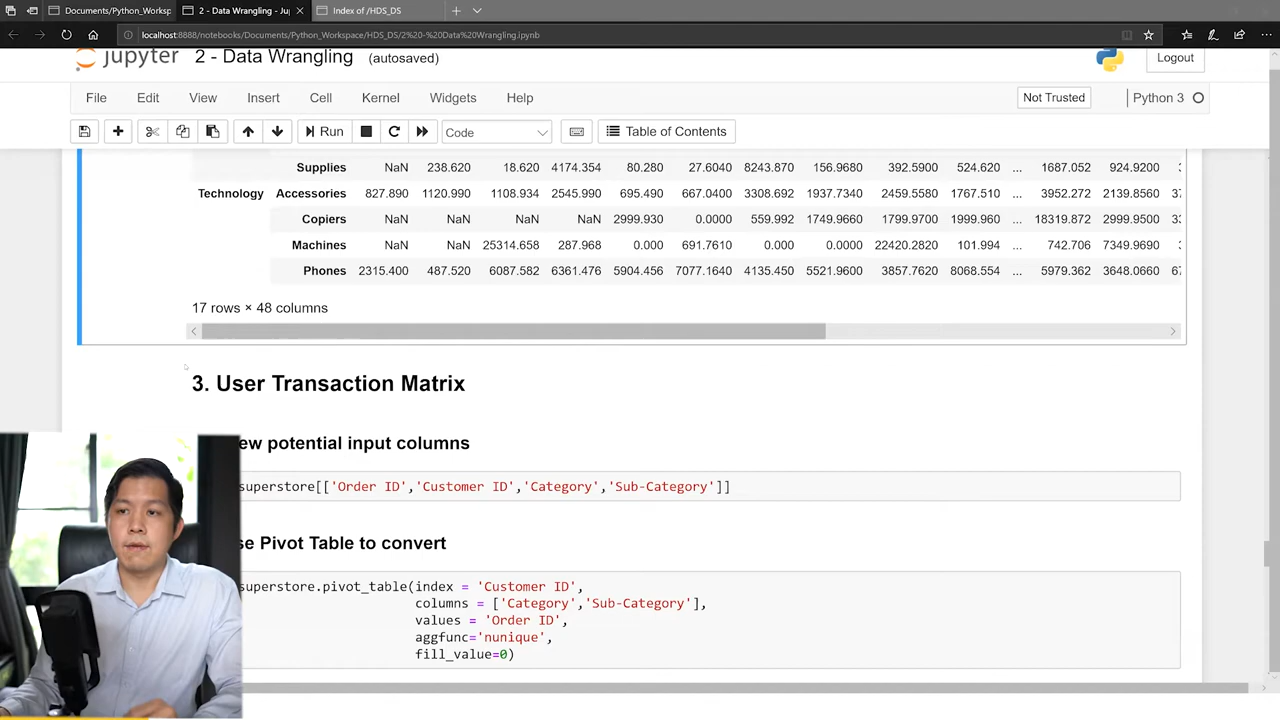 Documents/Python_Worksp
2 - Data Wrangling - Jup
Index of /HDS_DS
localhost:8888/notebooks/Documents/Python_Workspace/HDS_DS/2%20-%20Data%20Wrangling.ipynb
jupyter 2 - Data Wrangling (autosaved)
Logout
File Edit View Insert Cell Kernel Widgets Help
Not Trusted
Python 3
Run
Code
Table of Contents
Supplies NaN 238.620 18.620 4174.354 80.280 27.6040 8243.870 156.9680 392.5900 524.620 ... 1687.052 924.9200
Technology Accessories 827.890 1120.990 1108.934 2545.990 695.490 667.0400 3308.692 1937.7340 2459.5580 1767.510 ... 3952.272 2139.8560 37
Copiers NaN NaN NaN NaN 2999.930 0.0000 559.992 1749.9660 1799.9700 1999.960 ... 18319.872 2999.9500 33
Machines NaN NaN 25314.658 287.968 0.000 691.7610 0.000 0.0000 22420.2820 101.994 ... 742.706 7349.9690
Phones 2315.400 487.520 6087.582 6361.476 5904.456 7077.1640 4135.450 5521.9600 3857.7620 8068.554 ... 5979.362 3648.0660 67
17 rows × 48 columns
3. User Transaction Matrix
ew potential input columns
superstore[['Order ID','Customer ID','Category','Sub-Category']]
se Pivot Table to convert
superstore.pivot_table(index = 'Customer ID',
columns = ['Category','Sub-Category'],
values = 'Order ID',
aggfunc='nunique',
fill_value=0)